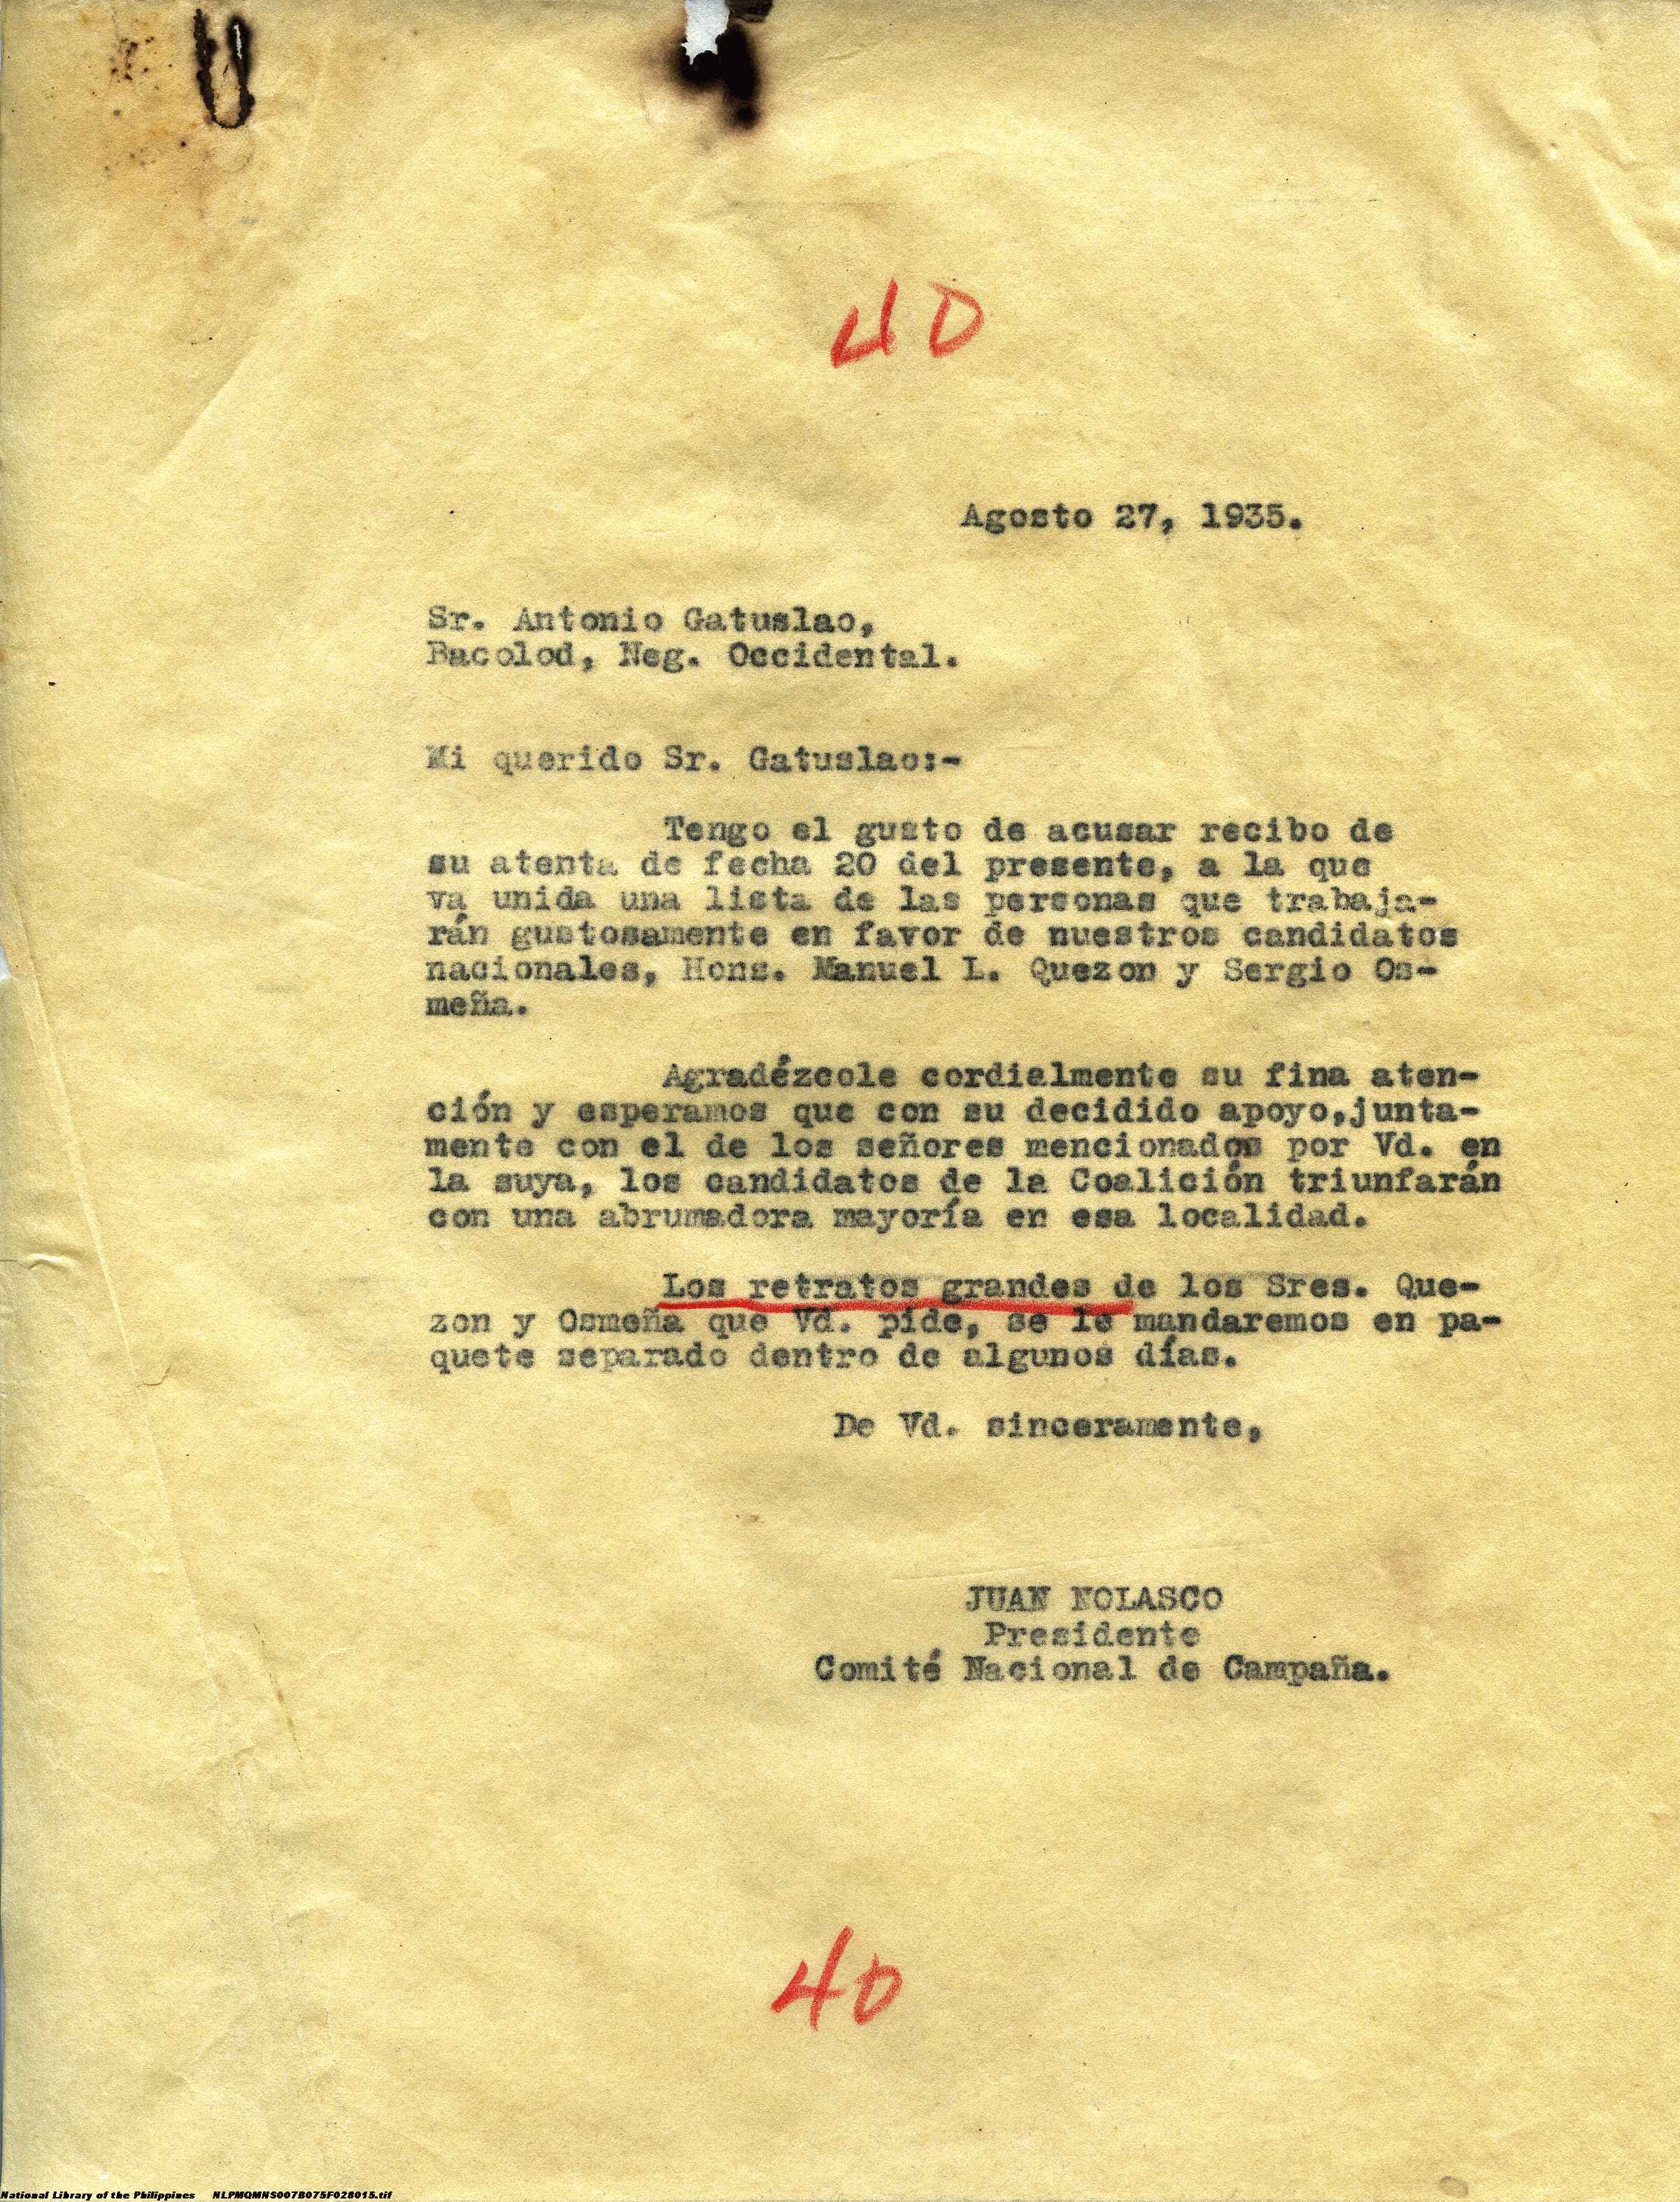 40
Agosto 27, 1935.
Sr. Antonio Gatuslao,
Bacolod, Neg. Occidental.
Mi querido Sr. Gatuslao:-
Tengo el gusto de acusar recibo de
su atenta de fecha 20 del presente, a la que
va unida una lista de las personas que trabaja-
rán gustosamente en favor de nuestros candidatos
nacionales, Hons. Manuel L. Quezon y Sergio Os-
meña.
Agradézcole cordialmente su fina aten-
ción y esperamos que con su decidido apoyo,junta-
mente con el de los señores mencionados por Vd. en
la suya, los candidatos de la Coalición triunfarán
con una abrumadora mayoría en esa localidad.
Los retratos grandes de los Sres. Que-
zon y Osmeña que Vd. pide, se le mandaremos en pa-
quete separado dentro de algunos días.
De Vd. sinceramente,
JUAN NOLASCO
Presidente
Comité Nacional de Campaña.
40
National Library of the Philippines NLPMQMNS007B075F028015.tif